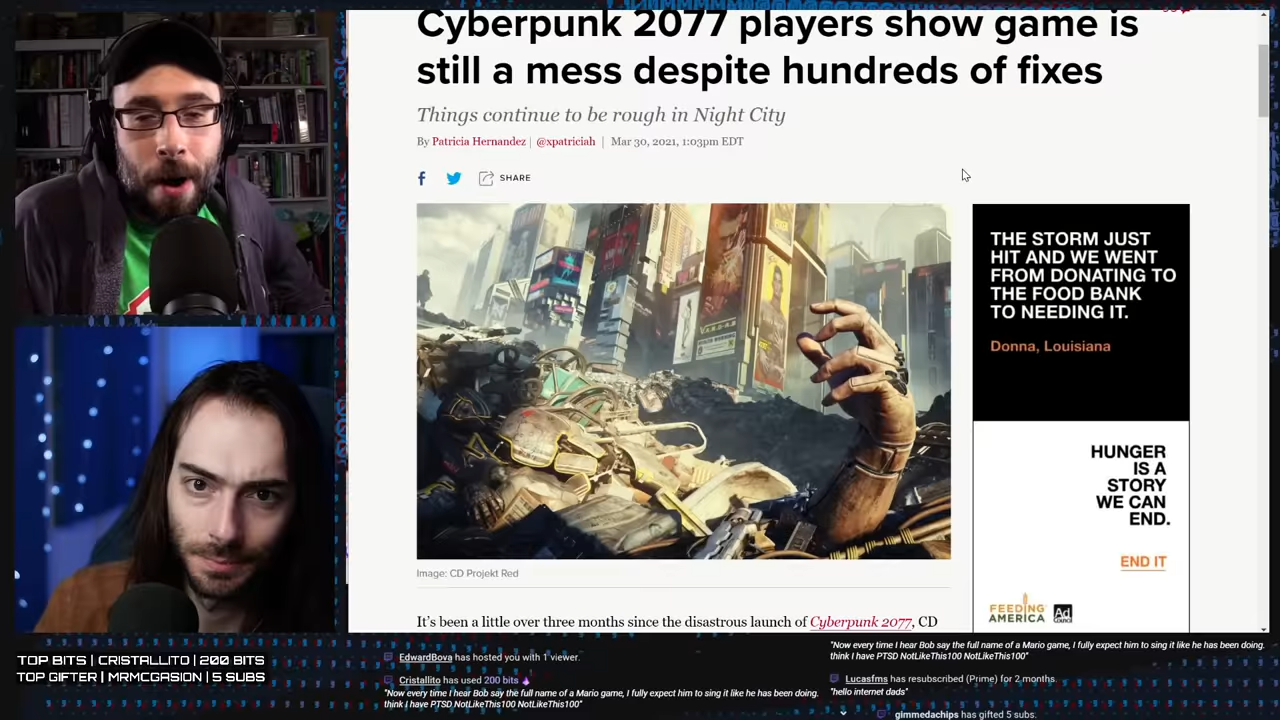 Cyberpunk 2077 players show game is
still a mess despite hundreds of fixes
Things continue to be rough in Night City
By Patricia Hernandez | @xpatriciah | Mar 30, 2021, 1:03pm EDT
SHARE
THE STORM JUST
HIT AND WE WENT
FROM DONATING TO
THE FOOD BANK
TO NEEDING IT.
Donna, Louisiana
HUNGER
IS A
STORY
WE CAN
END.
END IT
FEEDING
AMERICA
Ad
Image: CD Projekt Red
It's been a little over three months since the disastrous launch of Cyberpunk 2077, CD
TOP BITS | CRISTALLITO | 200 BITS
TOP GIFTER | MRMCGASION | 5 SUBS
EdwardBova has hosted you with 1 viewer.
Cristallito has used 200 bits
"Now every time I hear Bob say the full name of a Mario game, I fully expect him to sing it like he has been doing.
think I have PTSD NotLikeThis100 NotLikeThis100"
"Now every time I hear Bob say the full name of a Mario game, I fully expect him to sing it like he has been doing.
think I have PTSD NotLikeThis100 NotLikeThis100"
Lucasfms has resubscribed (Prime) for 2 months.
"hello internet dads"
gimmedachips has gifted 5 subs.